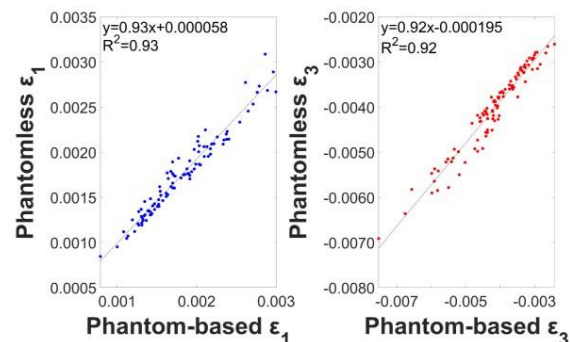 y=0.93x+0.000058
R²=0.93
0.0035
0.0030
0.0025
0.0020
0.0015
0.0010
0.0005
Phantomless ε₁
0.001
0.002
0.003
Phantom-based ε₁
y=0.92x-0.000195
R²=0.92
-0.0020
-0.0030
-0.0040
-0.0050
-0.0060
-0.0070
-0.0080
Phantomless ε₃
-0.007
-0.005
-0.003
Phantom-based ε₃